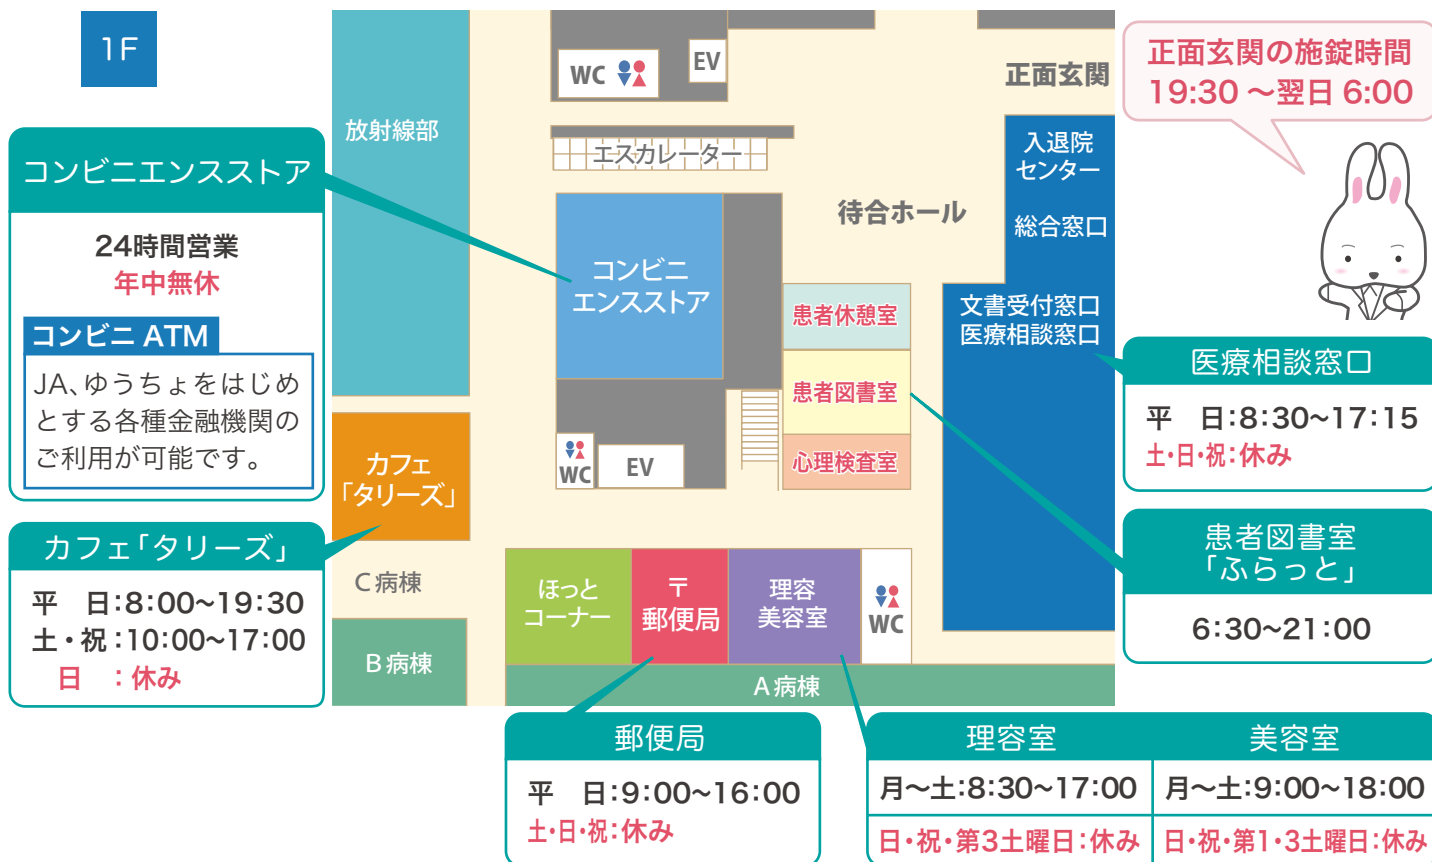 1F
コンビニエンスストア
24時間営業
年中無休
コンビニ ATM
JA、ゆうちょをはじめ
とする各種金融機関の
ご利用が可能です。
カフェ「タリーズ」
平　日:8:00~19:30
土・祝:10:00~17:00
日　:休み
放射線部
カフェ
「タリーズ」
C病棟
B病棟
WC
EV
エスカレーター
コンビニ
エンスストア
WC
EV
正面玄関
待合ホール
患者休憩室
患者図書室
心理検査室
入退院
センター
総合窓口
文書受付窓口
医療相談窓口
ほっと
コーナー
〒
郵便局
理容
美容室
WC
A病棟
正面玄関の施錠時間
19:30 ～翌日 6:00
医療相談窓口
平　日:8:30~17:15
土・日・祝:休み
患者図書室
「ふらっと」
6:30~21:00
郵便局
平　日:9:00~16:00
土・日・祝:休み
理容室
月~土:8:30~17:00
日・祝・第3土曜日:休み
美容室
月~土:9:00~18:00
日・祝・第1・3土曜日:休み